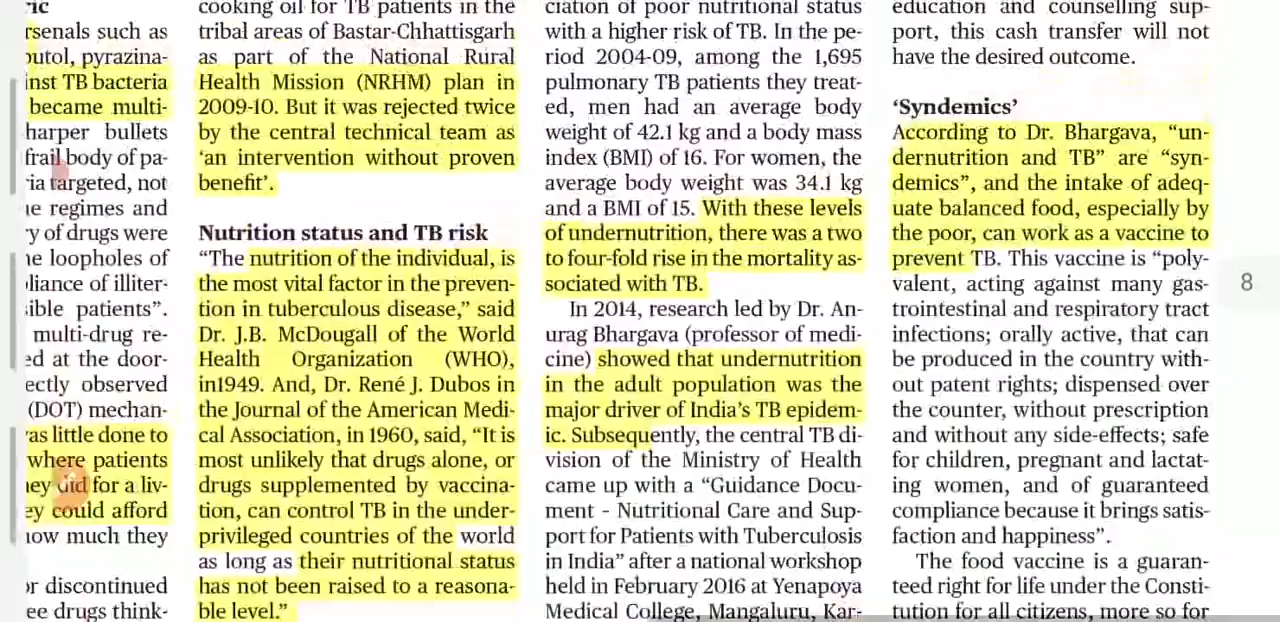 ric
rsenals such as
butol, pyrazina-
inst TB bacteria
became multi-
harper bullets
frail body of pa-
ria targeted, not
ne regimes and
ry of drugs were
ne loopholes of
liance of illiter-
ible patients”.
multi-drug re-
ed at the door-
ectly observed
(DOT) mechan-
as little done to
where patients
ey did for a liv-
ey could afford
how much they
or discontinued
ee drugs think-
cooking oil for TB patients in the
tribal areas of Bastar-Chhattisgarh
as part of the National Rural
Health Mission (NRHM) plan in
2009-10. But it was rejected twice
by the central technical team as
‘an intervention without proven
benefit’.
Nutrition status and TB risk
“The nutrition of the individual, is
the most vital factor in the preven-
tion in tuberculous disease,” said
Dr. J.B. McDougall of the World
Health Organization (WHO),
in1949. And, Dr. René J. Dubos in
the Journal of the American Medi-
cal Association, in 1960, said, “It is
most unlikely that drugs alone, or
drugs supplemented by vaccina-
tion, can control TB in the under-
privileged countries of the world
as long as their nutritional status
has not been raised to a reasona-
ble level.”
ciation of poor nutritional status
with a higher risk of TB. In the pe-
riod 2004-09, among the 1,695
pulmonary TB patients they treat-
ed, men had an average body
weight of 42.1 kg and a body mass
index (BMI) of 16. For women, the
average body weight was 34.1 kg
and a BMI of 15. With these levels
of undernutrition, there was a two
to four-fold rise in the mortality as-
sociated with TB.
In 2014, research led by Dr. An-
urag Bhargava (professor of medi-
cine) showed that undernutrition
in the adult population was the
major driver of India’s TB epidem-
ic. Subsequently, the central TB di-
vision of the Ministry of Health
came up with a “Guidance Docu-
ment - Nutritional Care and Sup-
port for Patients with Tuberculosis
in India” after a national workshop
held in February 2016 at Yenapoya
Medical College, Mangaluru, Kar-
education and counselling sup-
port, this cash transfer will not
have the desired outcome.
‘Syndemics’
According to Dr. Bhargava, “un-
dernutrition and TB” are “syn-
demics”, and the intake of adeq-
uate balanced food, especially by
the poor, can work as a vaccine to
prevent TB. This vaccine is “poly-
valent, acting against many gas-
trointestinal and respiratory tract
infections; orally active, that can
be produced in the country with-
out patent rights; dispensed over
the counter, without prescription
and without any side-effects; safe
for children, pregnant and lactat-
ing women, and of guaranteed
compliance because it brings satis-
faction and happiness”.
The food vaccine is a guaran-
teed right for life under the Consti-
tution for all citizens, more so for
8